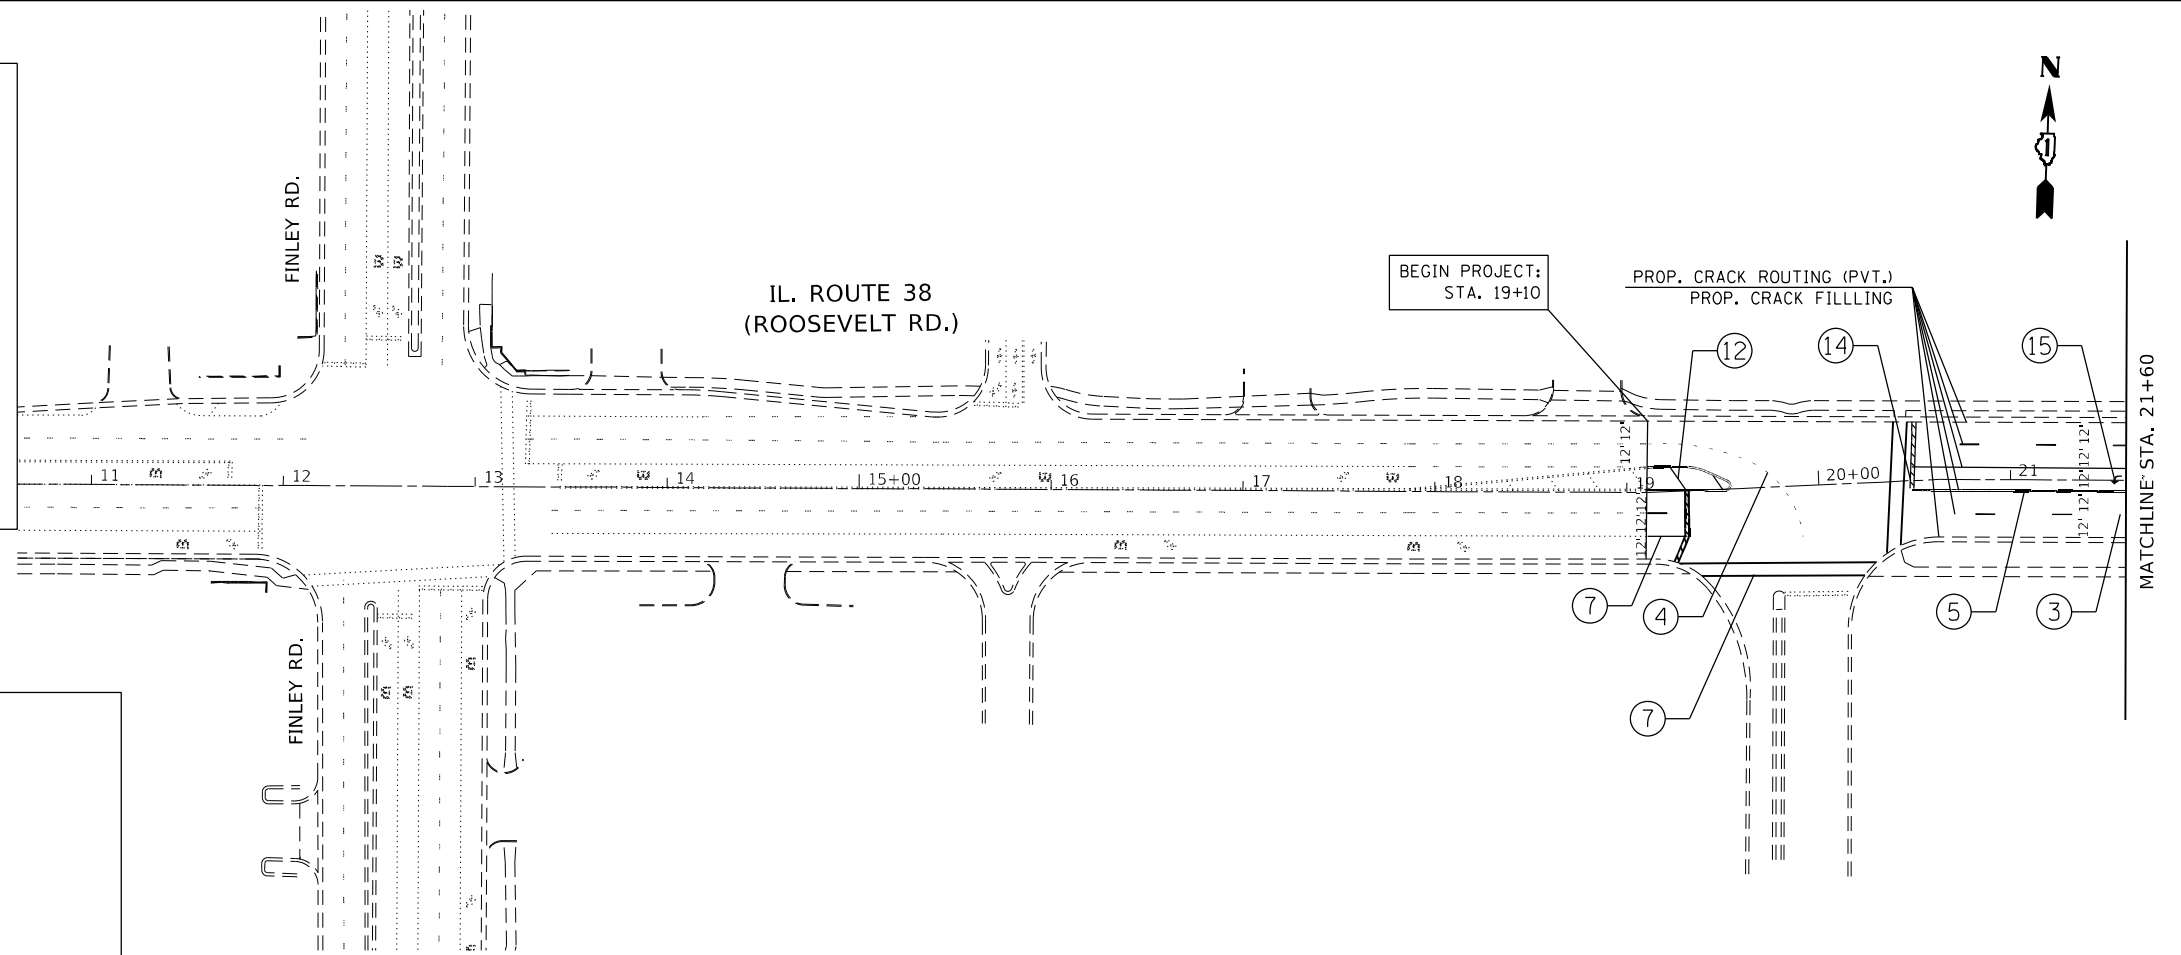 N
1
FINLEY RD.
IL. ROUTE 38
(ROOSEVELT RD.)
BEGIN PROJECT:
STA. 19+10
PROP. CRACK ROUTING (PVT.)
PROP. CRACK FILLLING
12
14
15
MATCHLINE STA. 21+60
12' 12'
12' 12' 12'
12' 12' 12'
12' 12' 12'
11
12
13
14
15+00
16
17
18
19
20+00
21
7
4
5
3
7
FINLEY RD.